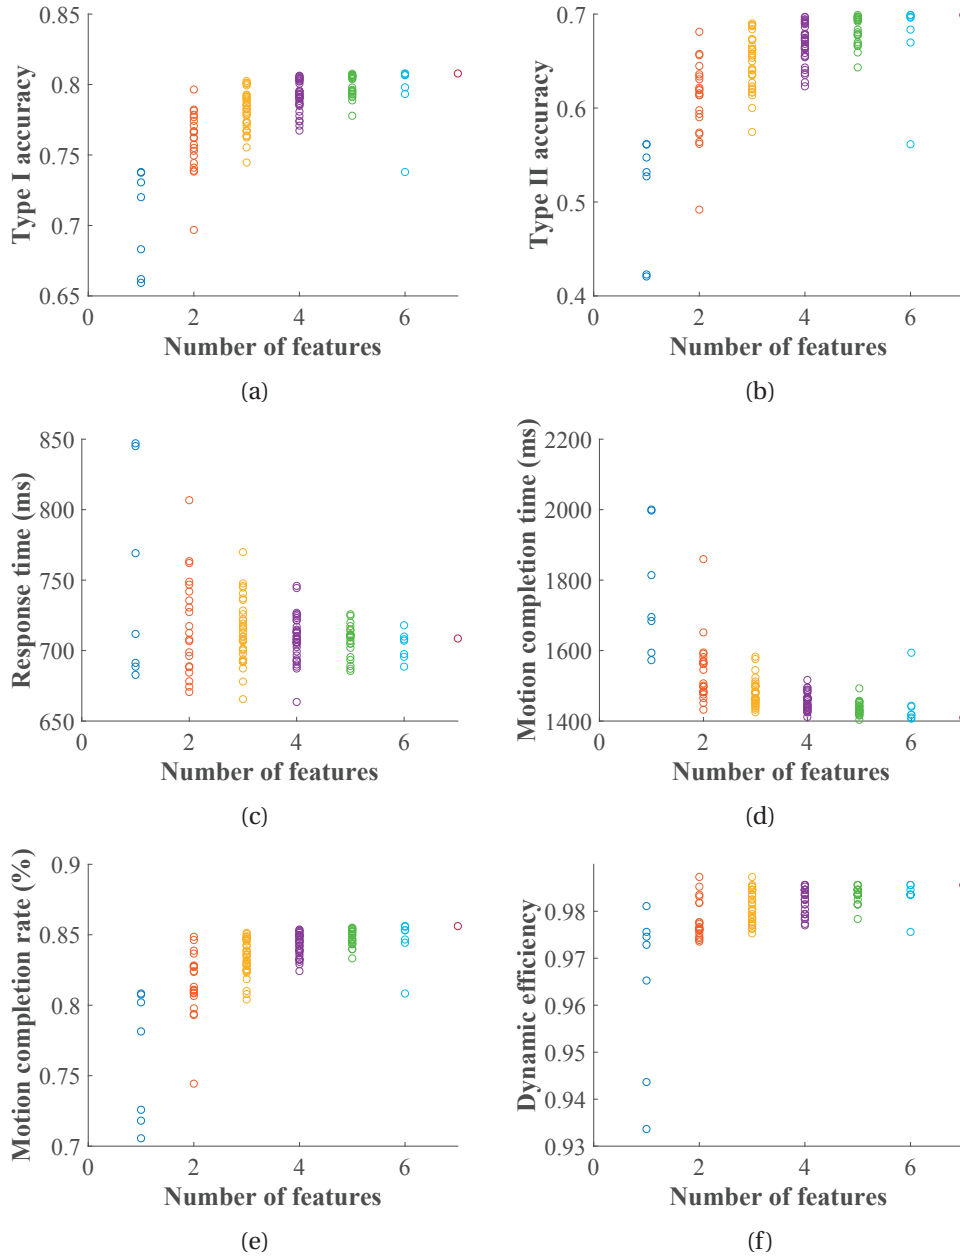 0.85
0.8
0.75
0.7
0.65
0 2 4 6
Type I accuracy
Number of features
(a)
0.7
0.6
0.5
0.4
0 2 4 6
Type II accuracy
Number of features
(b)
850
800
750
700
650
0 2 4 6
Response time (ms)
Number of features
(c)
2200
2000
1800
1600
1400
0 2 4 6
Motion completion time (ms)
Number of features
(d)
0.9
0.85
0.8
0.75
0.7
0 2 4 6
Motion completion rate (%)
Number of features
(e)
0.98
0.97
0.96
0.95
0.94
0.93
0 2 4 6
Dynamic efficiency
Number of features
(f)